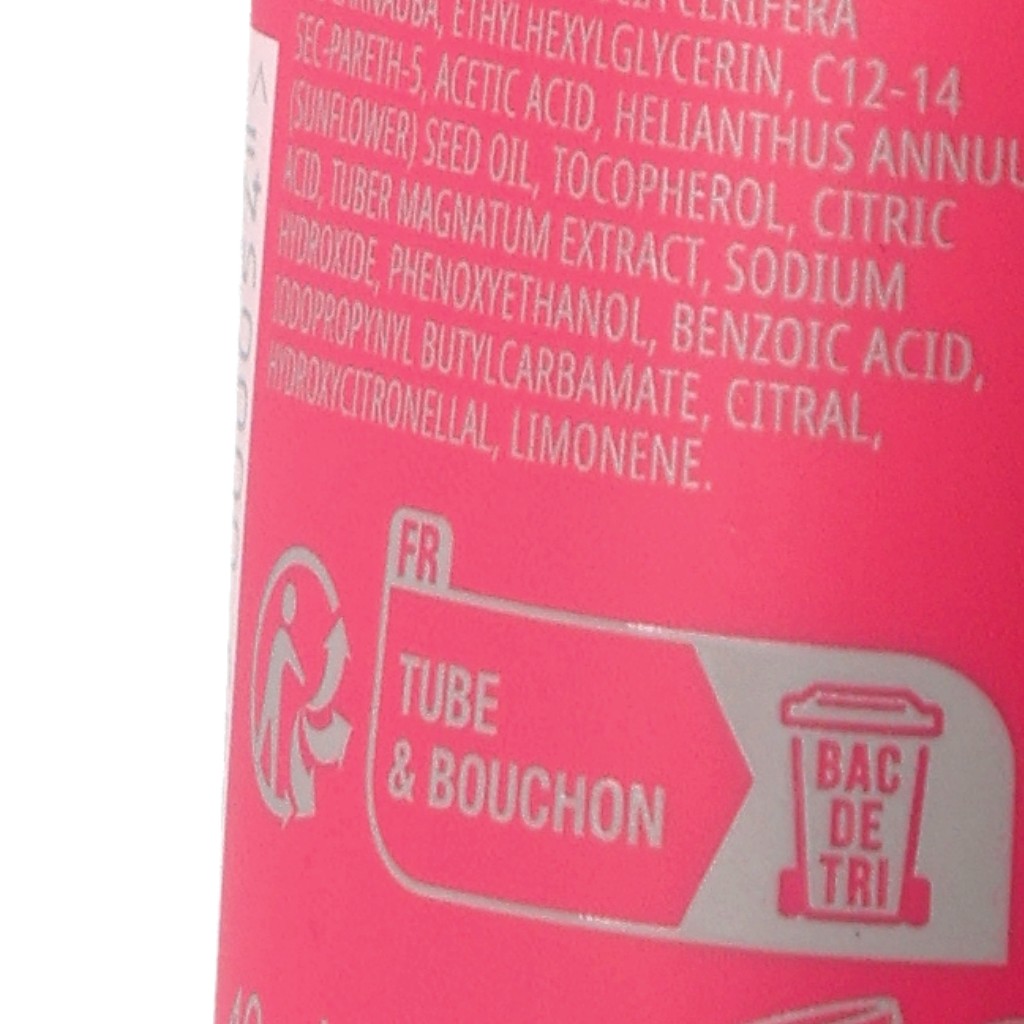 CERIFERA
ETHYLHEXYLGLYCERIN, C12-14
SEC-PARETH-5, ACETIC ACID, HELIANTHUS ANNUU
(SUNFLOWER) SEED OIL, TOCOPHEROL, CITRIC
ACID, TUBER MAGNATUM EXTRACT, SODIUM
HYDROXIDE, PHENOXYETHANOL, BENZOIC ACID,
IODOPROPYNYL BUTYLCARBAMATE, CITRAL,
HYDROXYCITRONELLAL, LIMONENE.
FR
TUBE
& BOUCHON
BAC
DE
TRI